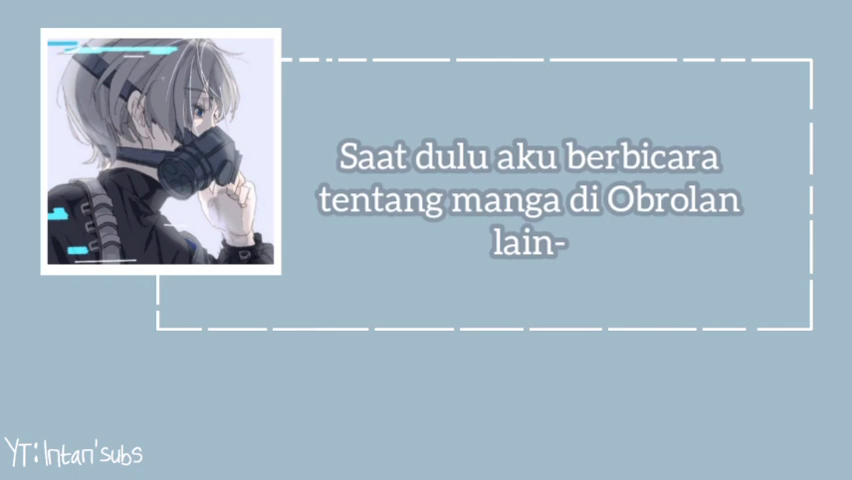 Saat dulu aku berbicara
tentang manga di Obrolan
lain-
YT: Intan'subs